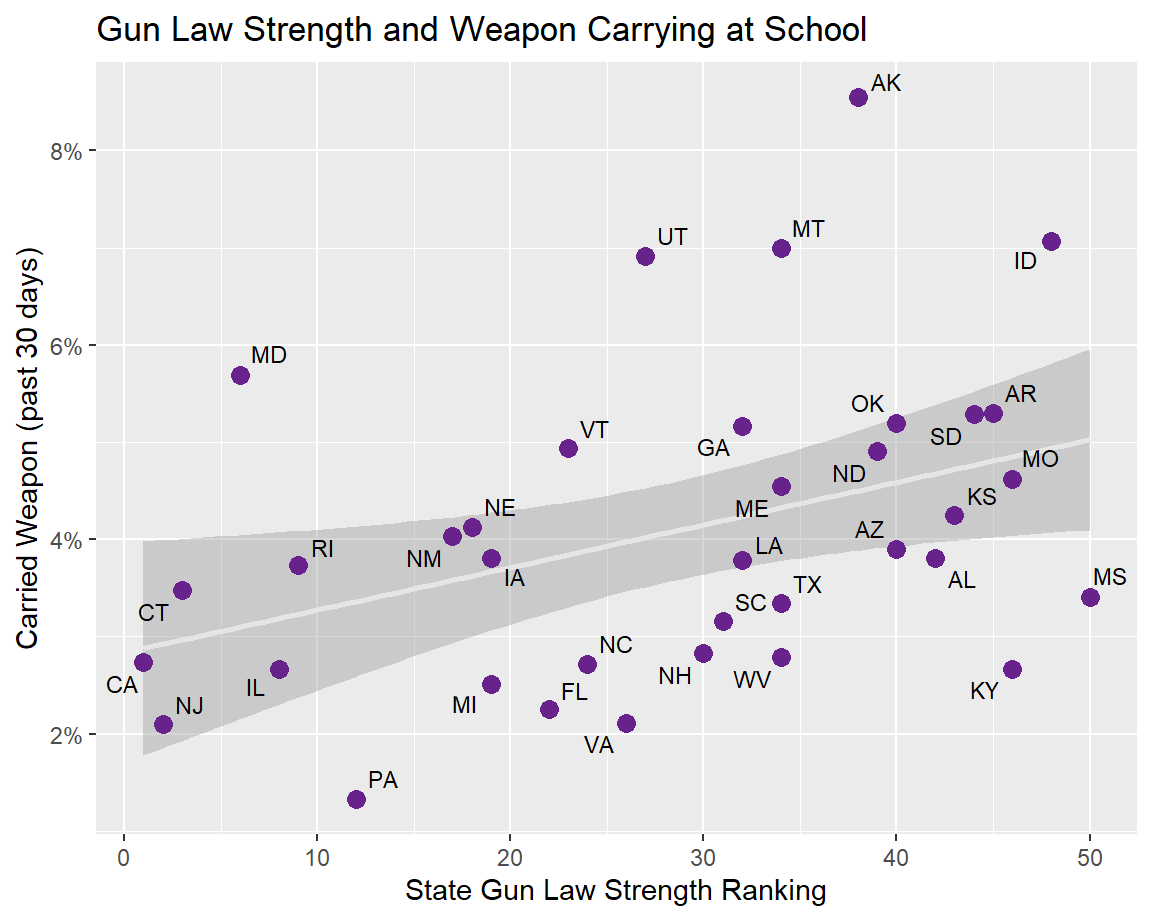 Gun Law Strength and Weapon Carrying at School
AK
8%
UT
MT
ID
6%
MD
VT
OK
AR
GA
SD
ND
MO
NE
ME
KS
4%
RI
NM
IA
LA
AZ
CT
SC
TX
AL
MS
CA
NJ
IL
MI
NC
FL
NH
WV
KY
2%
VA
PA
0
10
20
30
40
50
State Gun Law Strength Ranking
Carried Weapon (past 30 days)